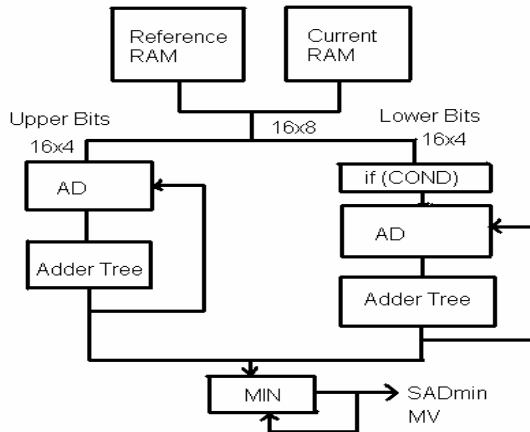 Reference
RAM
Current
RAM
Upper Bits
16x4
16x8
Lower Bits
16x4
if (COND)
AD
AD
Adder Tree
Adder Tree
MIN
SADmin
MV